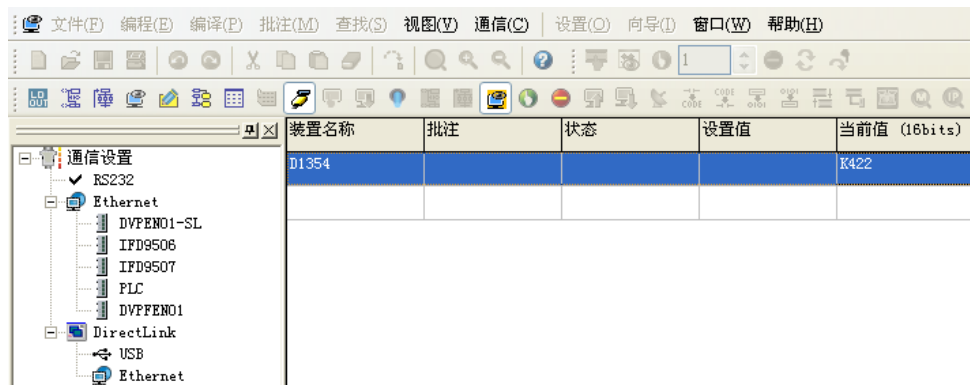 文件(F) 编程(E) 编译(P) 批注(M) 查找(S) 视图(V) 通信(C) 设置(O) 向导(I) 窗口(W) 帮助(H)
1
装置名称 批注 状态 设置值 当前值 (16bits)
D1354 K422
通信设置
RS232
Ethernet
DVPEN01-SL
IFD9506
IFD9507
PLC
DVPFEN01
DirectLink
USB
Ethernet